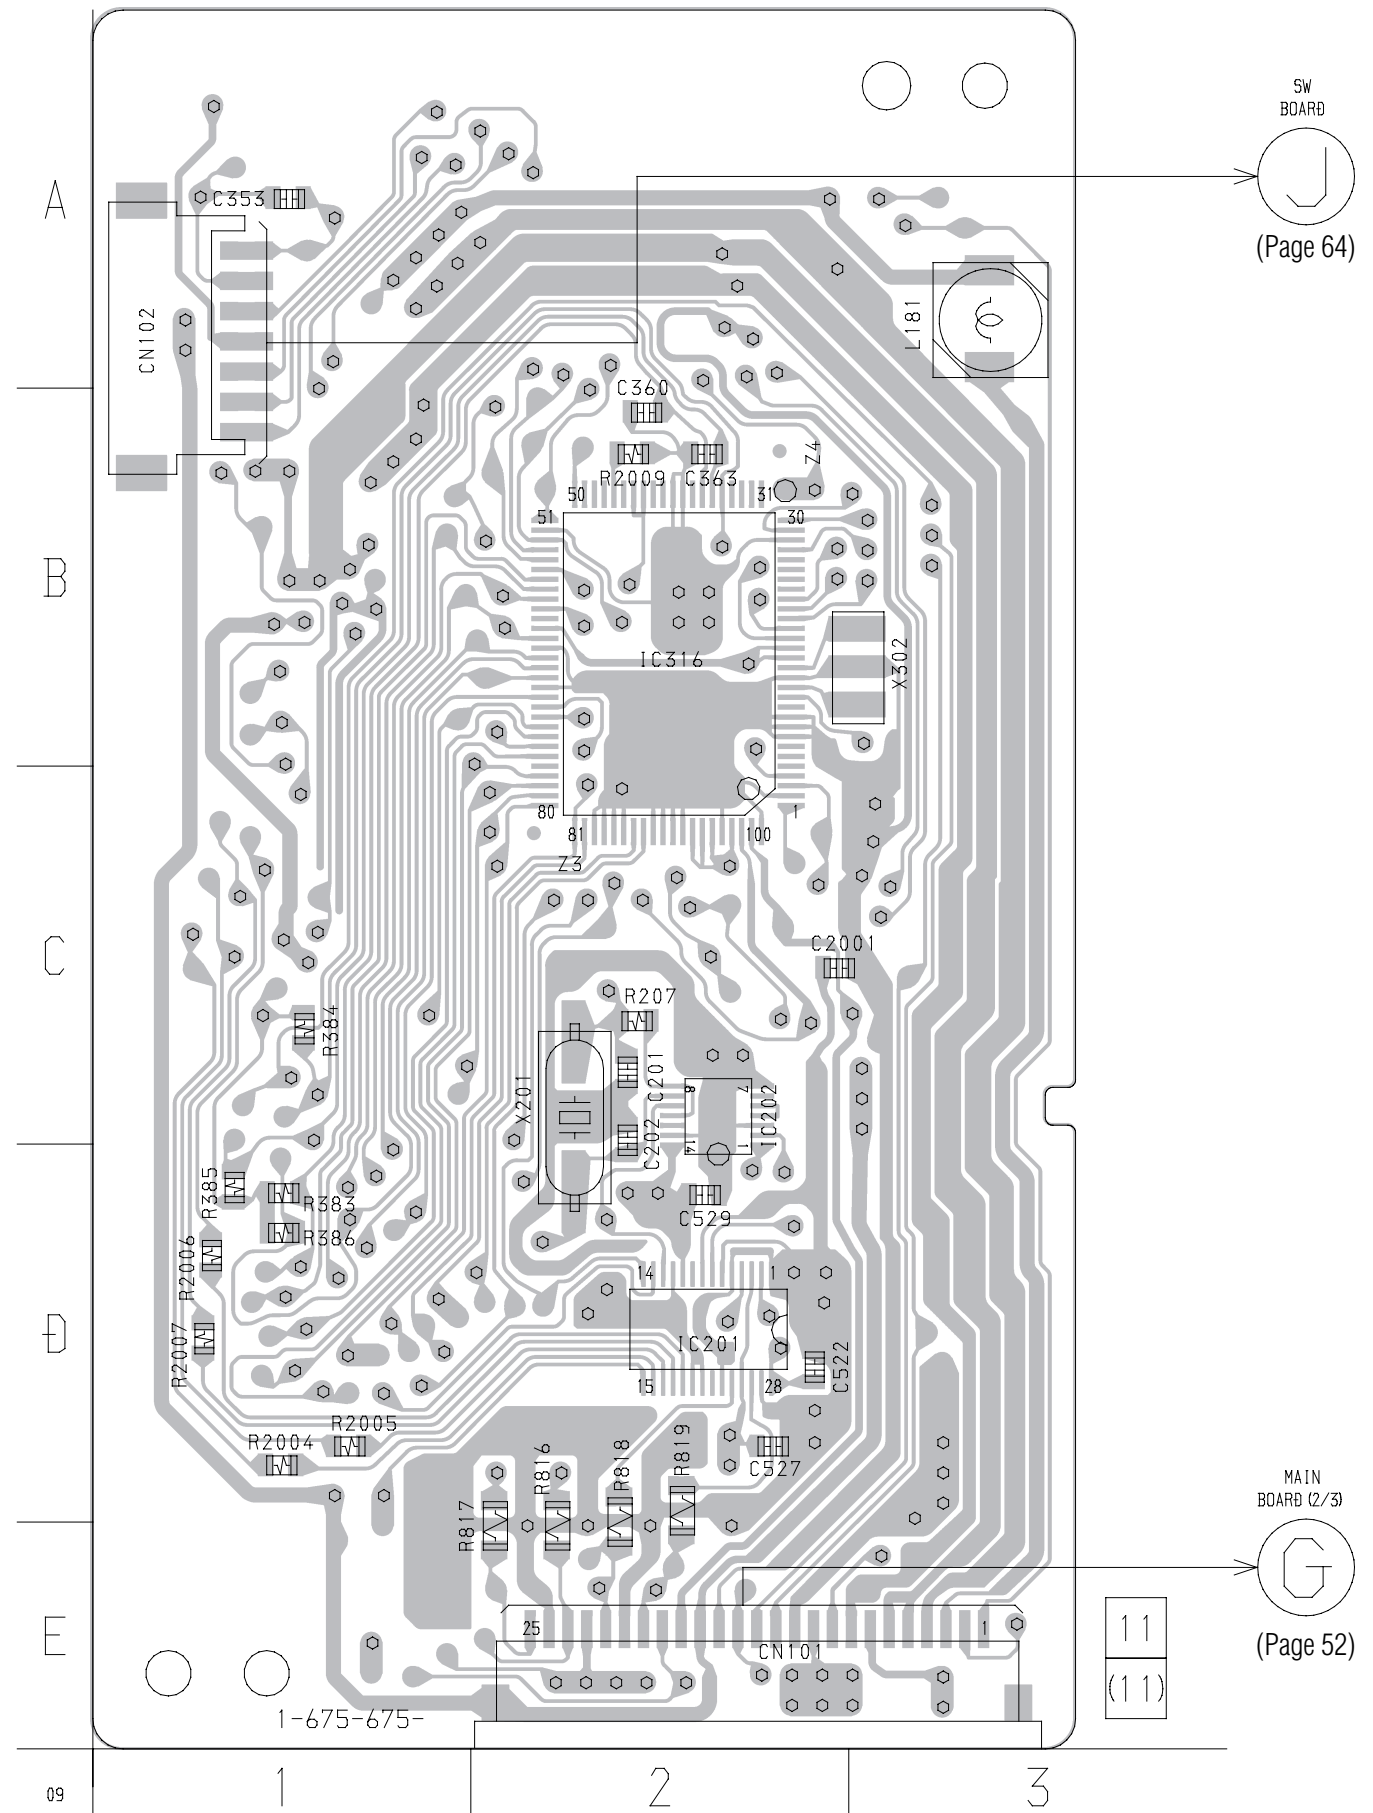 SW
BOARD
J
(Page 64)
A
C353
CN102
L181
C360
R2009
C363
Z4
50
31
51
30
B
IC316
X302
80
1
81
100
Z3
C
C2001
R207
R384
C201
X201
8
7
IC202
C202
14
1
R385
R383
C529
R386
R2006
14
1
D
R2007
IC201
C522
15
28
R2005
R2004
R816
R818
R819
C527
R817
MAIN
BOARD (2/3)
G
(Page 52)
E
25
1
CN101
11
(11)
1-675-675-
09
1
2
3